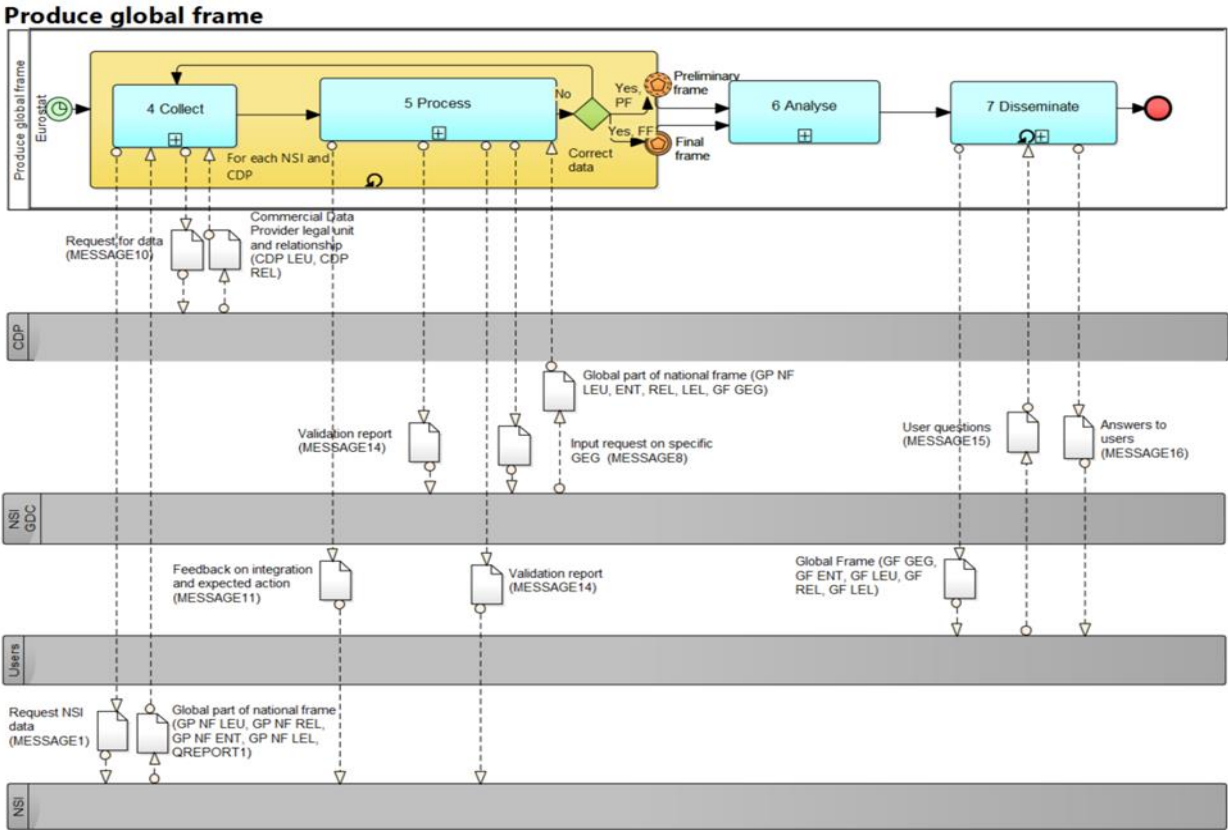 Produce global frame
Produce global frame
Eurostat
4 Collect
5 Process
6 Analyse
7 Disseminate
No
Yes,
PF
Preliminary
frame
Yes, FF
Final
frame
Correct
data
For each NSI and
CDP
Request for data
(MESSAGE10)
Commercial Data
Provider legal unit
and relationship
(CDP LEU, CDP
REL)
CDP
Global part of national frame (GP NF
LEU, ENT, REL, LEL, GF GEG)
Validation report
(MESSAGE14)
Input request on specific
GEG (MESSAGE8)
User questions
(MESSAGE15)
Answers to
users
(MESSAGE16)
NSI
GDC
Feedback on integration
and expected action
(MESSAGE11)
Validation report
(MESSAGE14)
Global Frame (GF GEG,
GF ENT, GF LEU, GF
REL, GF LEL)
Users
Request NSI
data
(MESSAGE1)
Global part of national frame
(GP NF LEU, GP NF REL,
GP NF ENT, GP NF LEL,
QREPORT1)
NSI